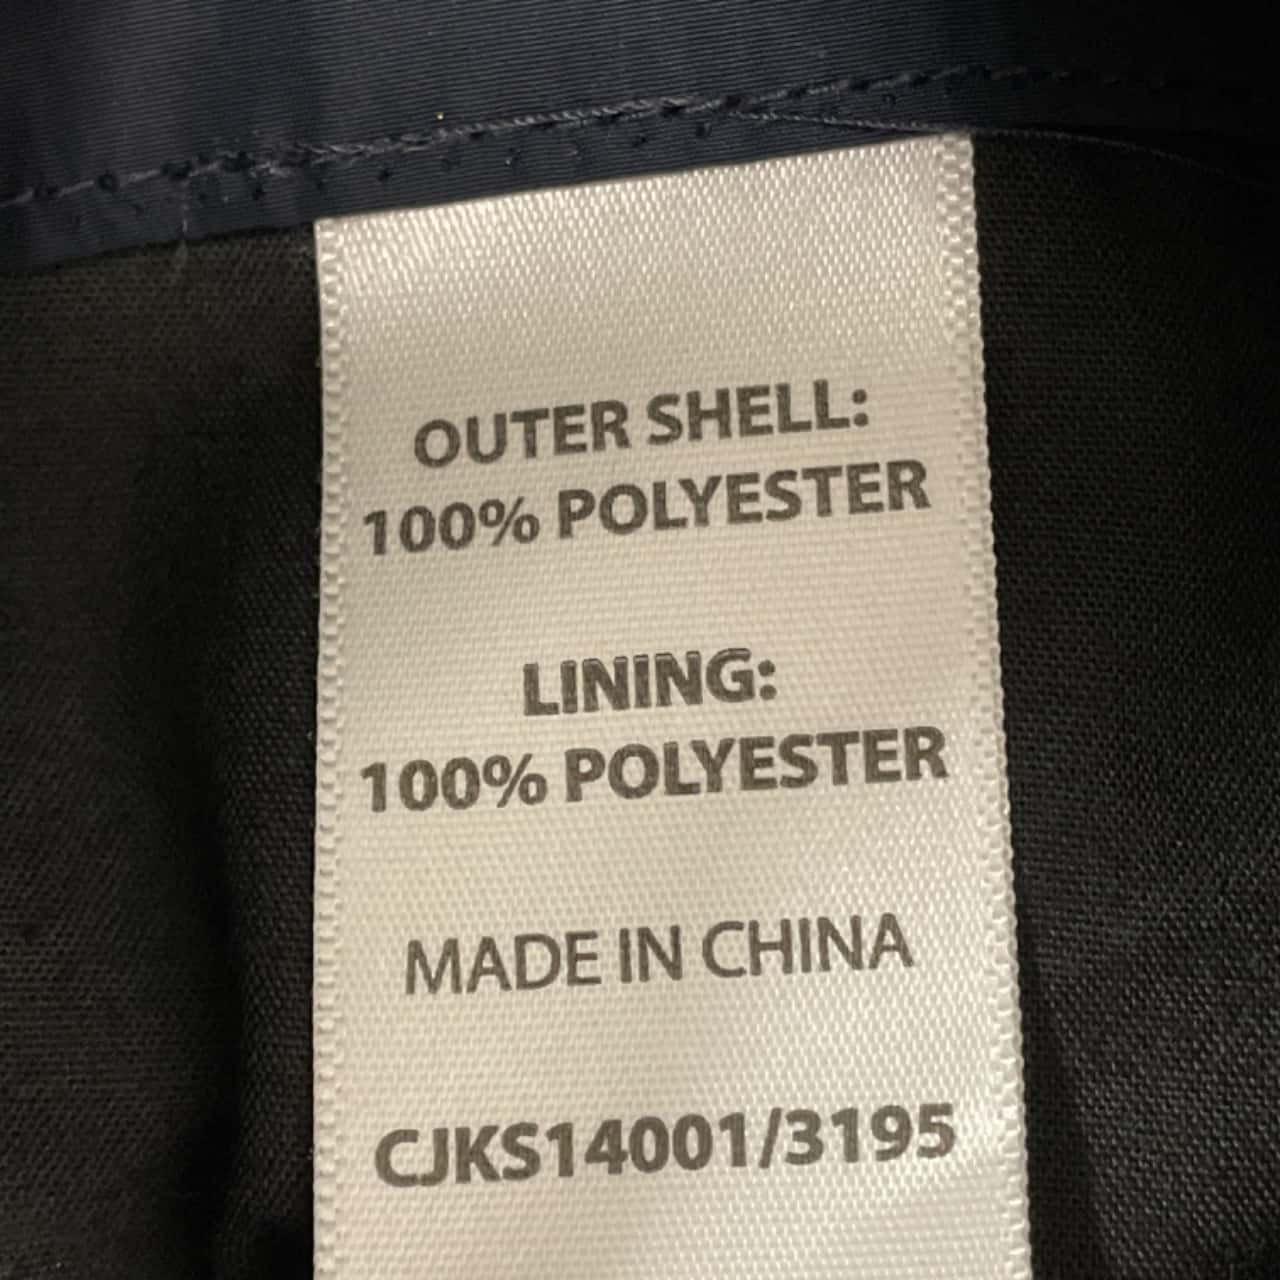 OUTER SHELL:
100% POLYESTER
LINING:
100% POLYESTER
MADE IN CHINA
CJKS14001/3195